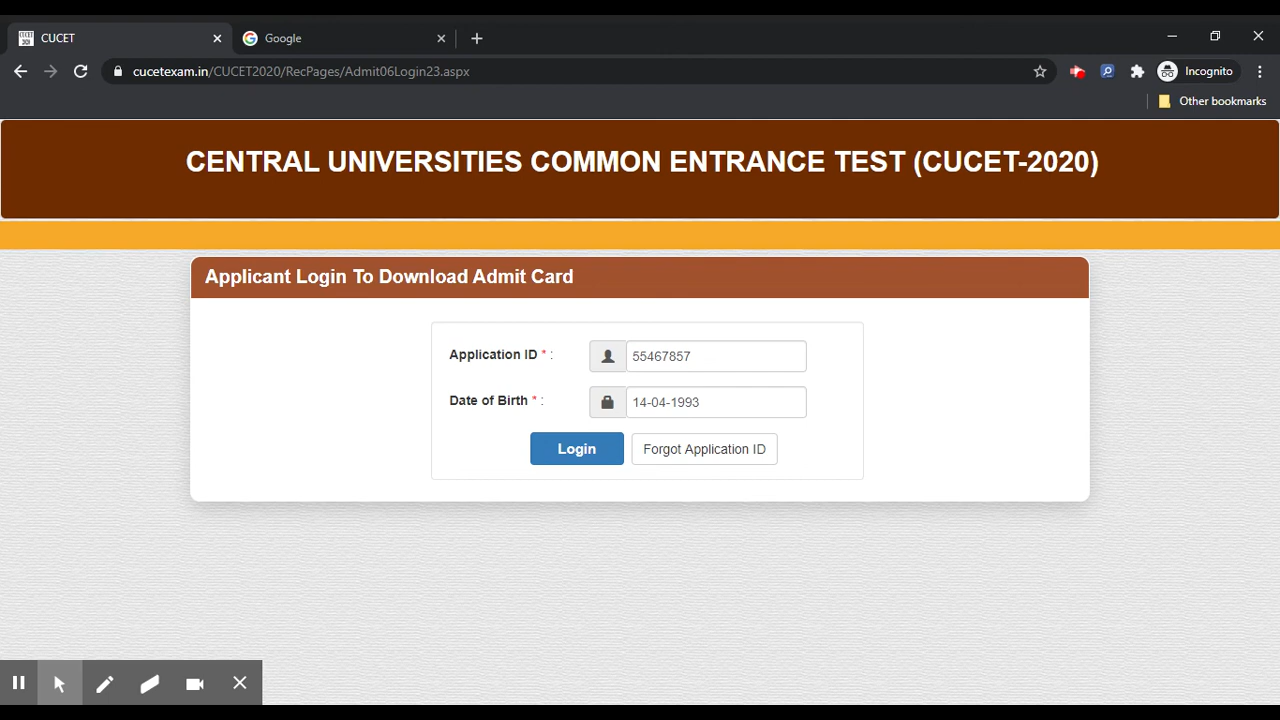 CUCET
Google
cucetexam.in/CUCET2020/RecPages/Admit06Login23.aspx
Incognito
Other bookmarks
CENTRAL UNIVERSITIES COMMON ENTRANCE TEST (CUCET-2020)
Applicant Login To Download Admit Card
Application ID * :
55467857
Date of Birth * :
14-04-1993
Login
Forgot Application ID